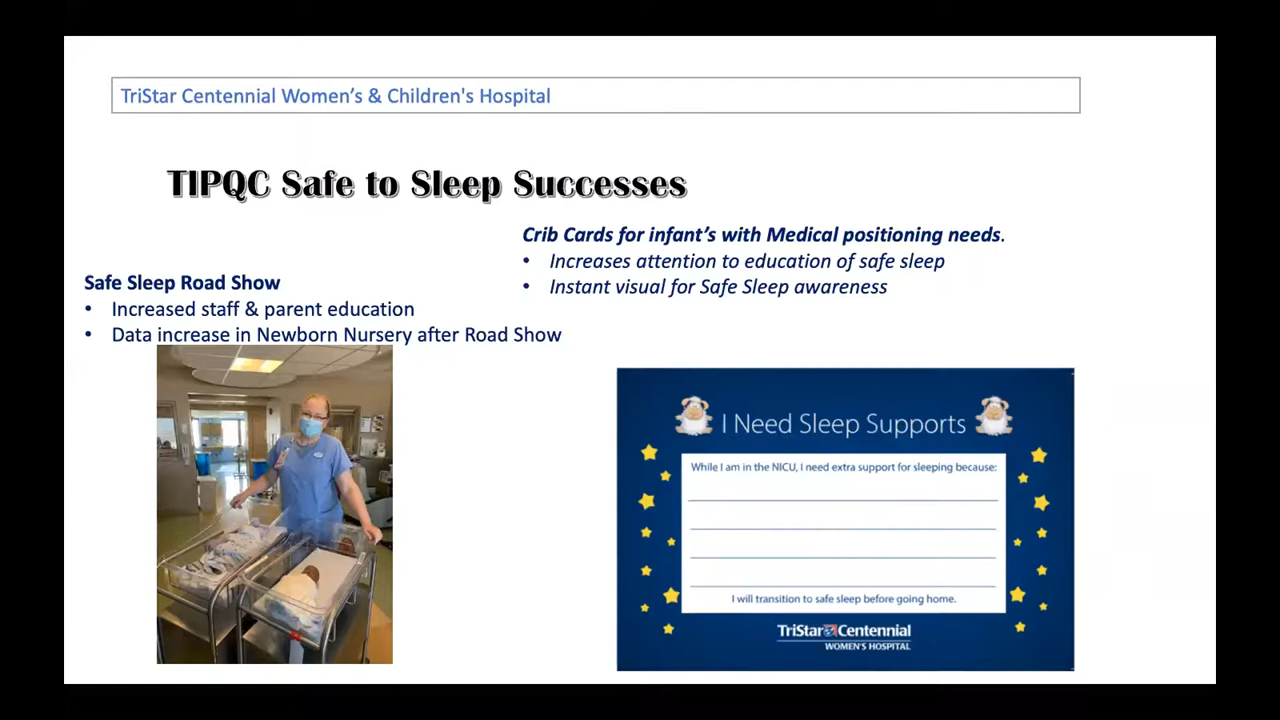 TriStar Centennial Women’s & Children's Hospital
TIPQC Safe to Sleep Successes
Crib Cards for infant’s with Medical positioning needs.
• Increases attention to education of safe sleep
• Instant visual for Safe Sleep awareness
Safe Sleep Road Show
• Increased staff & parent education
• Data increase in Newborn Nursery after Road Show
I Need Sleep Supports
While I am in the NICU, I need extra support for sleeping because:
I will transition to safe sleep before going home.
TriStar Centennial
WOMEN'S HOSPITAL